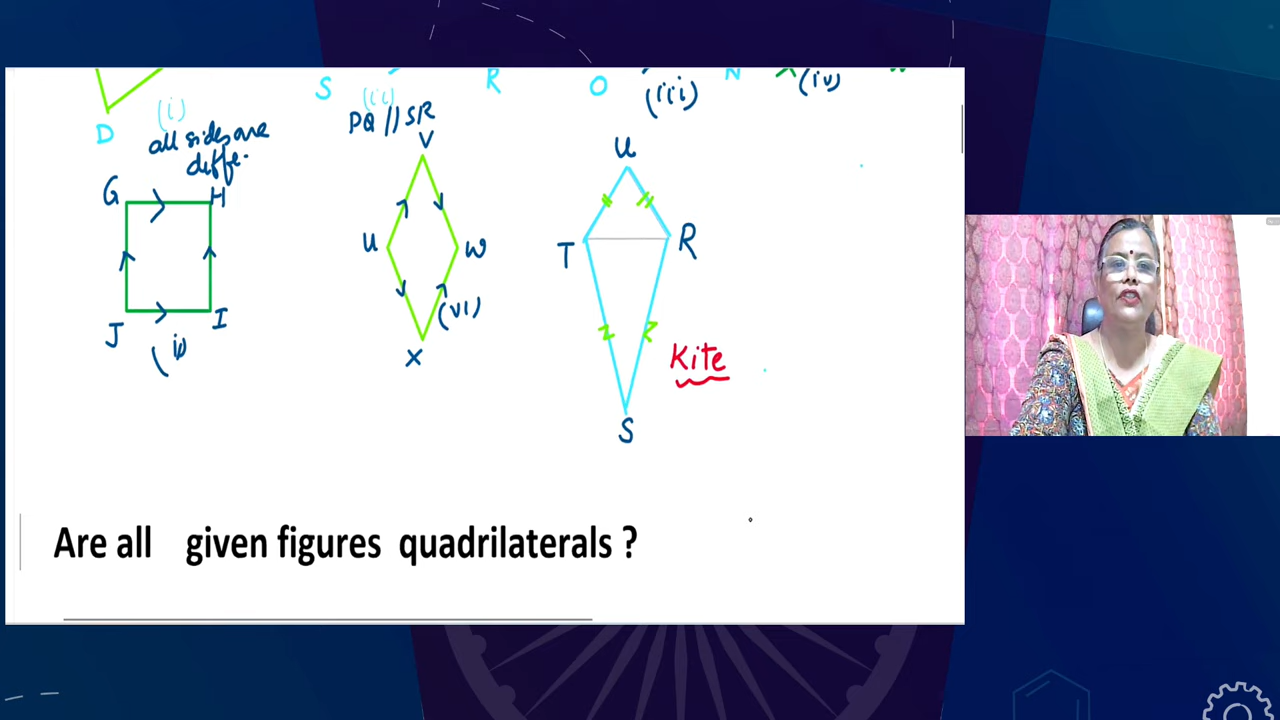 S R O N
(i) (ii) (iii) (iv)
D
all sides are
diffe.
PQ // SR
G H
J I
V
U W
X
(vi)
U
T R
S
Kite
Are all given figures quadrilaterals ?